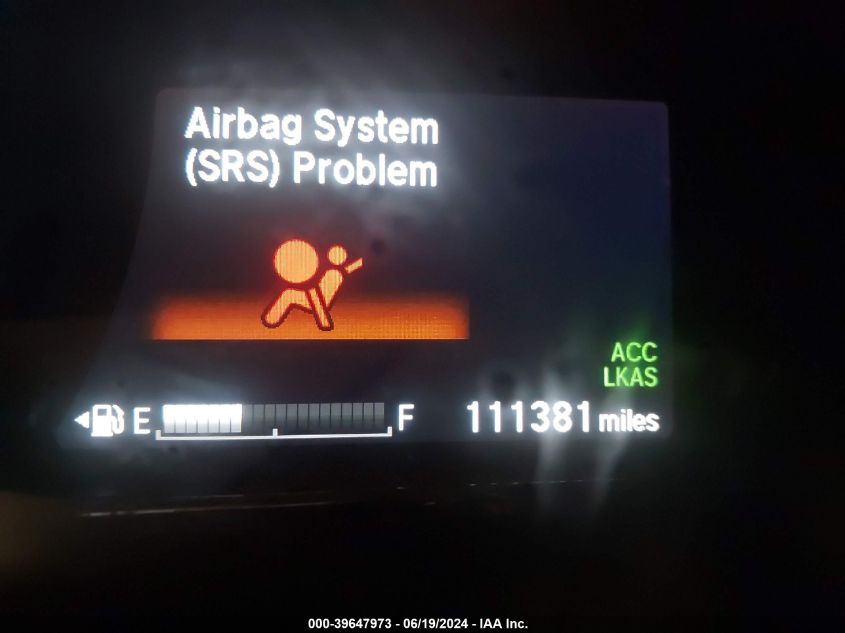 Airbag System
(SRS) Problem
ACC
LKAS
E
F
111381 miles
000-39647973 - 06/19/2024 - IAA Inc.